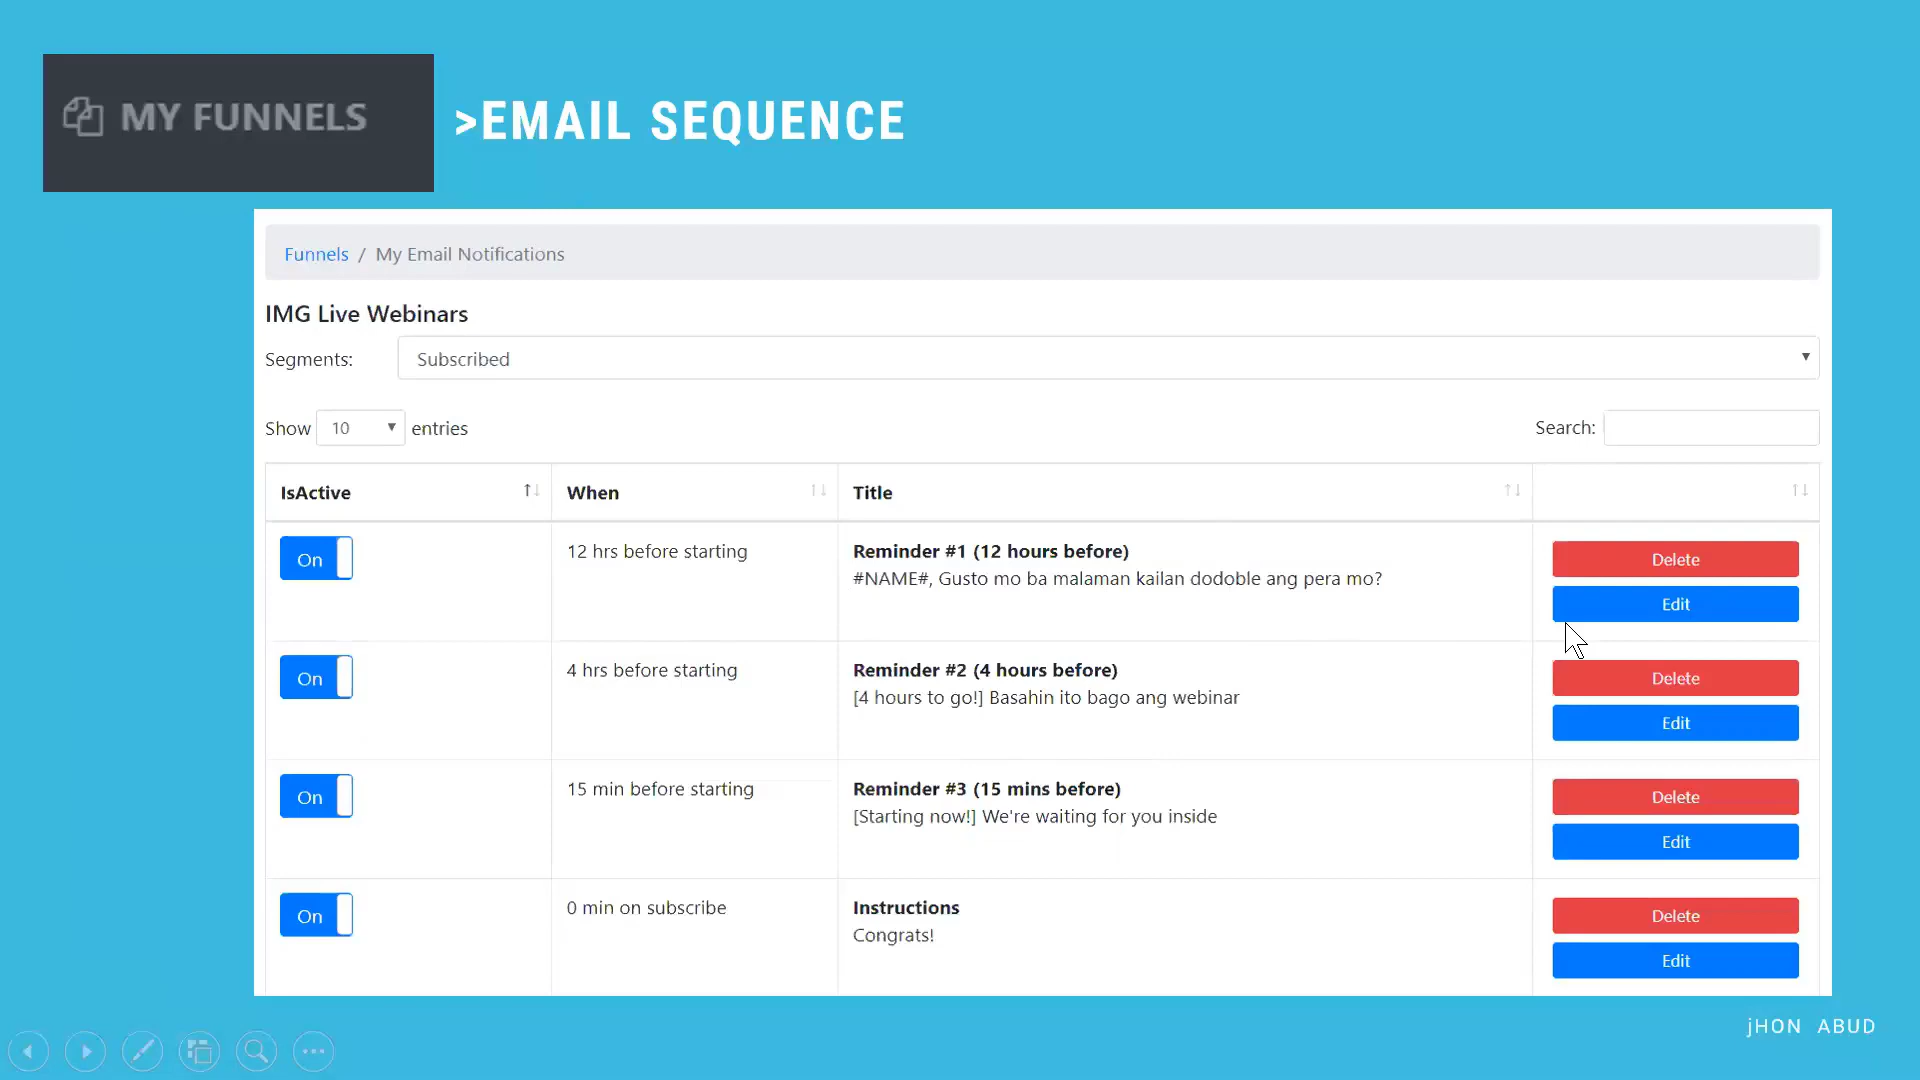 MY FUNNELS
>EMAIL SEQUENCE
Funnels / My Email Notifications
IMG Live Webinars
Segments: Subscribed
Show 10 entries Search:
IsActive When Title
On 12 hrs before starting Reminder #1 (12 hours before) Delete
#NAME#, Gusto mo ba malaman kailan dodoble ang pera mo?
Edit
On 4 hrs before starting Reminder #2 (4 hours before) Delete
[4 hours to go!] Basahin ito bago ang webinar
Edit
On 15 min before starting Reminder #3 (15 mins before) Delete
[Starting now!] We're waiting for you inside
Edit
On 0 min on subscribe Instructions Delete
Congrats!
Edit
jHON ABUD